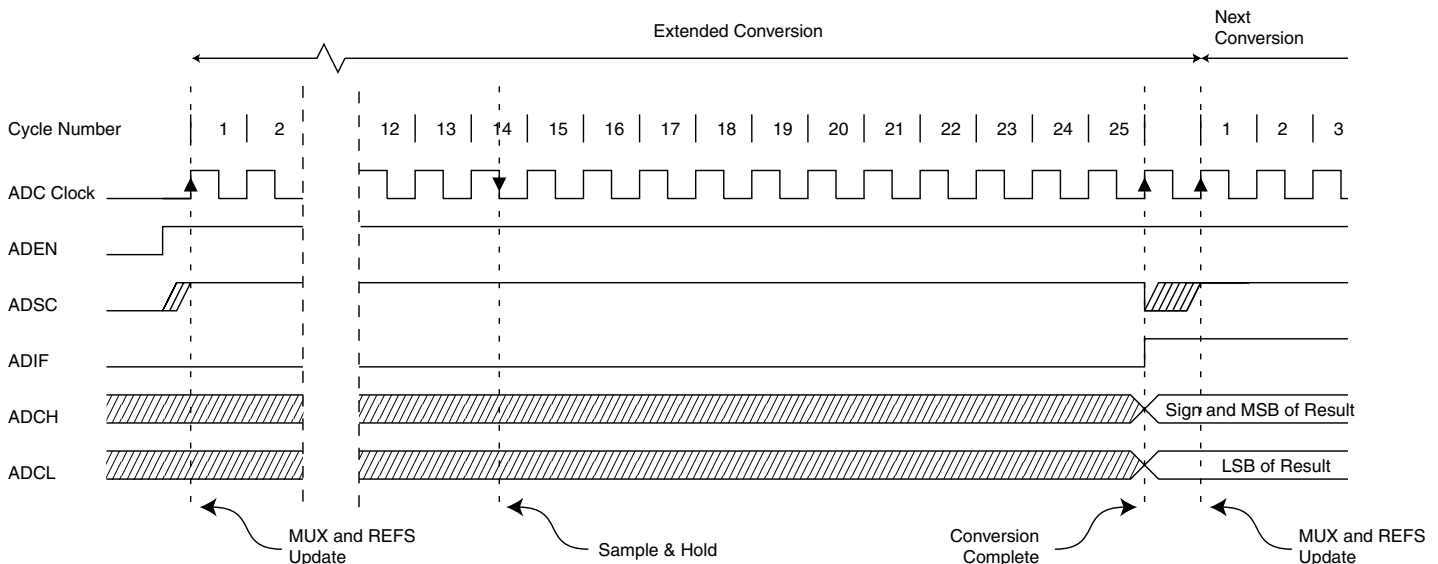 Extended Conversion
Next
Conversion
Cycle Number 1 2 12 13 14 15 16 17 18 19 20 21 22 23 24 25 1 2 3
ADC Clock
ADEN
ADSC
ADIF
ADCH Sign and MSB of Result
ADCL LSB of Result
MUX and REFS
Update
Sample & Hold
Conversion
Complete
MUX and REFS
Update